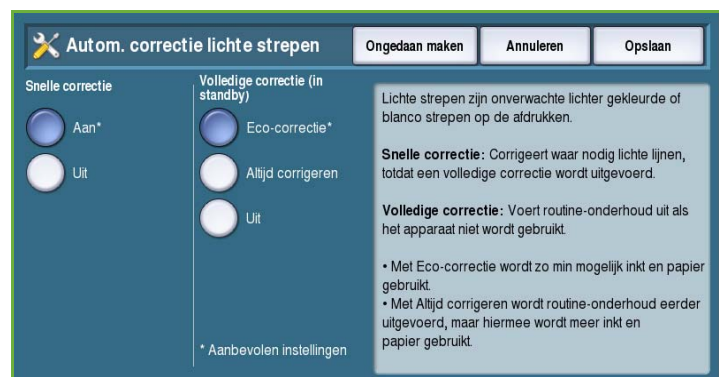 Autom. correctie lichte strepen
Ongedaan maken
Annuleren
Opslaan
Snelle correctie
Aan*
Uit
Volledige correctie (in
standby)
Eco-correctie*
Altijd corrigeren
Uit
* Aanbevolen instellingen
Lichte strepen zijn onverwachte lichter gekleurde of
blanco strepen op de afdrukken.
Snelle correctie: Corrigeert waar nodig lichte lijnen,
totdat een volledige correctie wordt uitgevoerd.
Volledige correctie: Voert routine-onderhoud uit als
het apparaat niet wordt gebruikt.
• Met Eco-correctie wordt zo min mogelijk inkt en papier
gebruikt.
• Met Altijd corrigeren wordt routine-onderhoud eerder
uitgevoerd, maar hiermee wordt meer inkt en
papier gebruikt.